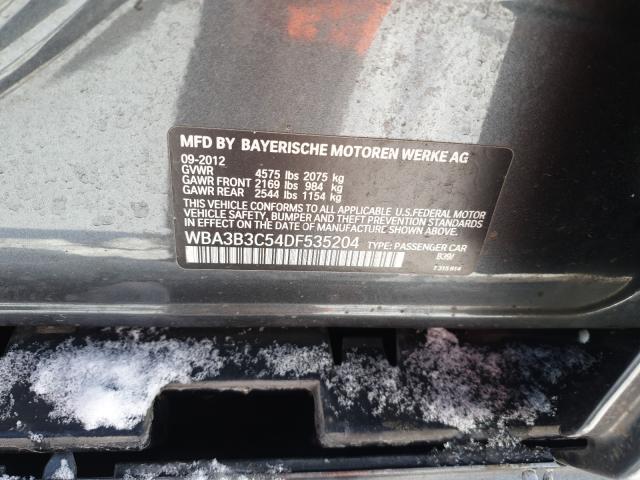 MFD BY BAYERISCHE MOTOREN WERKE AG
09-2012
GVWR 4575 lbs 2075 kg
GAWR FRONT 2169 lbs 984 kg
GAWR REAR 2544 lbs 1154 kg
THIS VEHICLE CONFORMS TO ALL APPLICABLE U.S.FEDERAL MOTOR
VEHICLE SAFETY, BUMPER AND THEFT PREVENTION STANDARDS
IN EFFECT ON THE DATE OF MANUFACTURE SHOWN ABOVE.
WBA3B3C54DF535204 TYPE: PASSENGER CAR